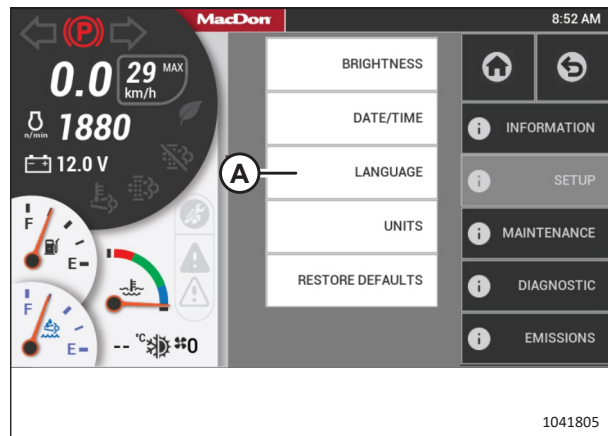 MacDon
8:52 AM
P
0.0
29 MAX
km/h
n/min 1880
12.0 V
F
E
F
E
-- °C
0
BRIGHTNESS
DATE/TIME
A
LANGUAGE
UNITS
RESTORE DEFAULTS
i INFORMATION
i SETUP
i MAINTENANCE
i DIAGNOSTIC
i EMISSIONS
1041805